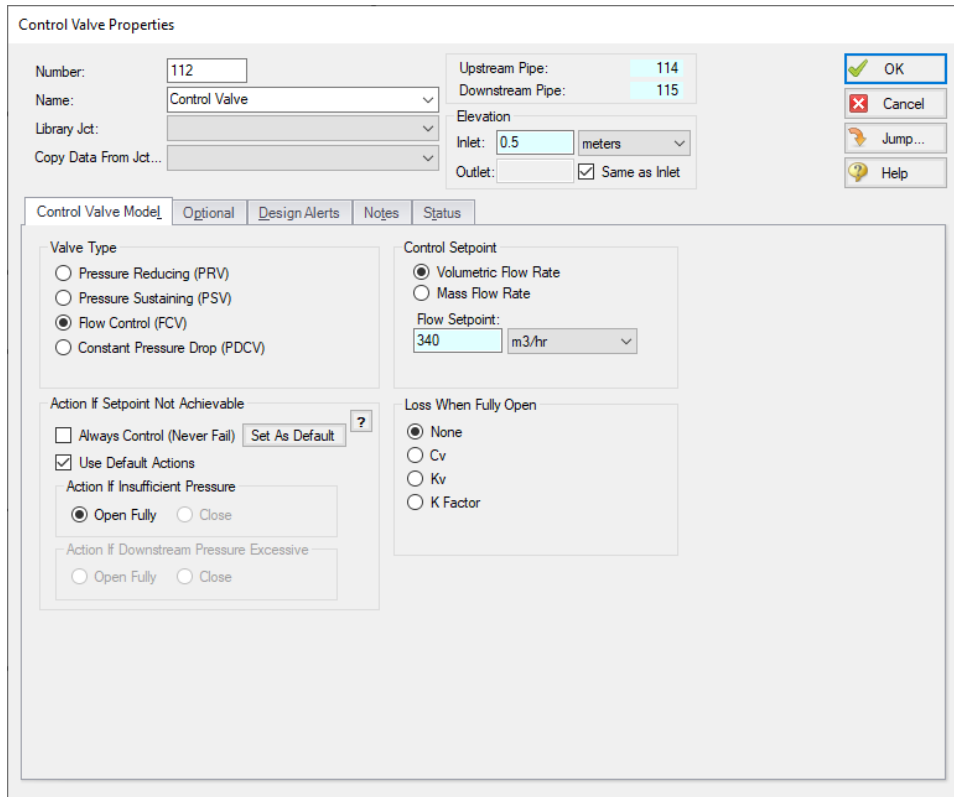 Control Valve Properties
Number: 112
Name: Control Valve
Library Jct:
Copy Data From Jct...
Upstream Pipe: 114
Downstream Pipe: 115
Elevation
Inlet: 0.5 meters
Outlet: Same as Inlet
OK
Cancel
Jump...
Help
Control Valve Model Optional Design Alerts Notes Status
Valve Type
Pressure Reducing (PRV)
Pressure Sustaining (PSV)
Flow Control (FCV)
Constant Pressure Drop (PDCV)
Control Setpoint
Volumetric Flow Rate
Mass Flow Rate
Flow Setpoint:
340 m3/hr
Action If Setpoint Not Achievable
?
Always Control (Never Fail) Set As Default
Use Default Actions
Action If Insufficient Pressure
Open Fully Close
Action If Downstream Pressure Excessive
Open Fully Close
Loss When Fully Open
None
Cv
Kv
K Factor